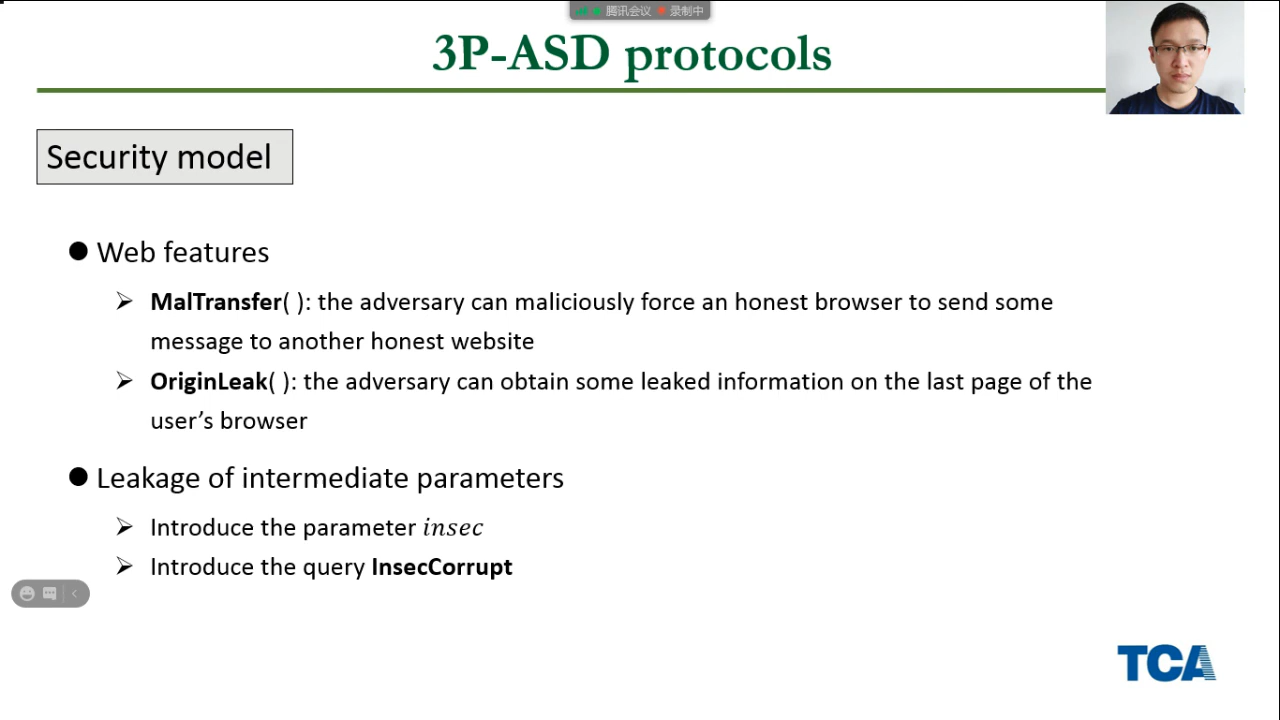 腾讯会议 录制中
3P-ASD protocols
Security model
● Web features
➢ MalTransfer( ): the adversary can maliciously force an honest browser to send some
message to another honest website
➢ OriginLeak( ): the adversary can obtain some leaked information on the last page of the
user’s browser
● Leakage of intermediate parameters
➢ Introduce the parameter insec
➢ Introduce the query InsecCorrupt
TCA